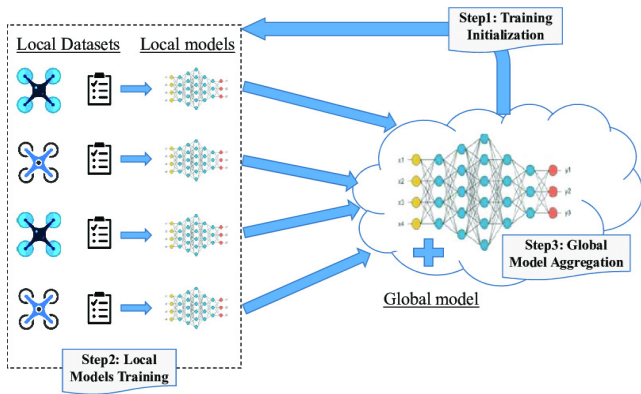 Step1: Training
Initialization
Local Datasets
Local models
x1
x2
x3
x4
y1
y2
y3
Step3: Global
Model Aggregation
Global model
Step2: Local
Models Training